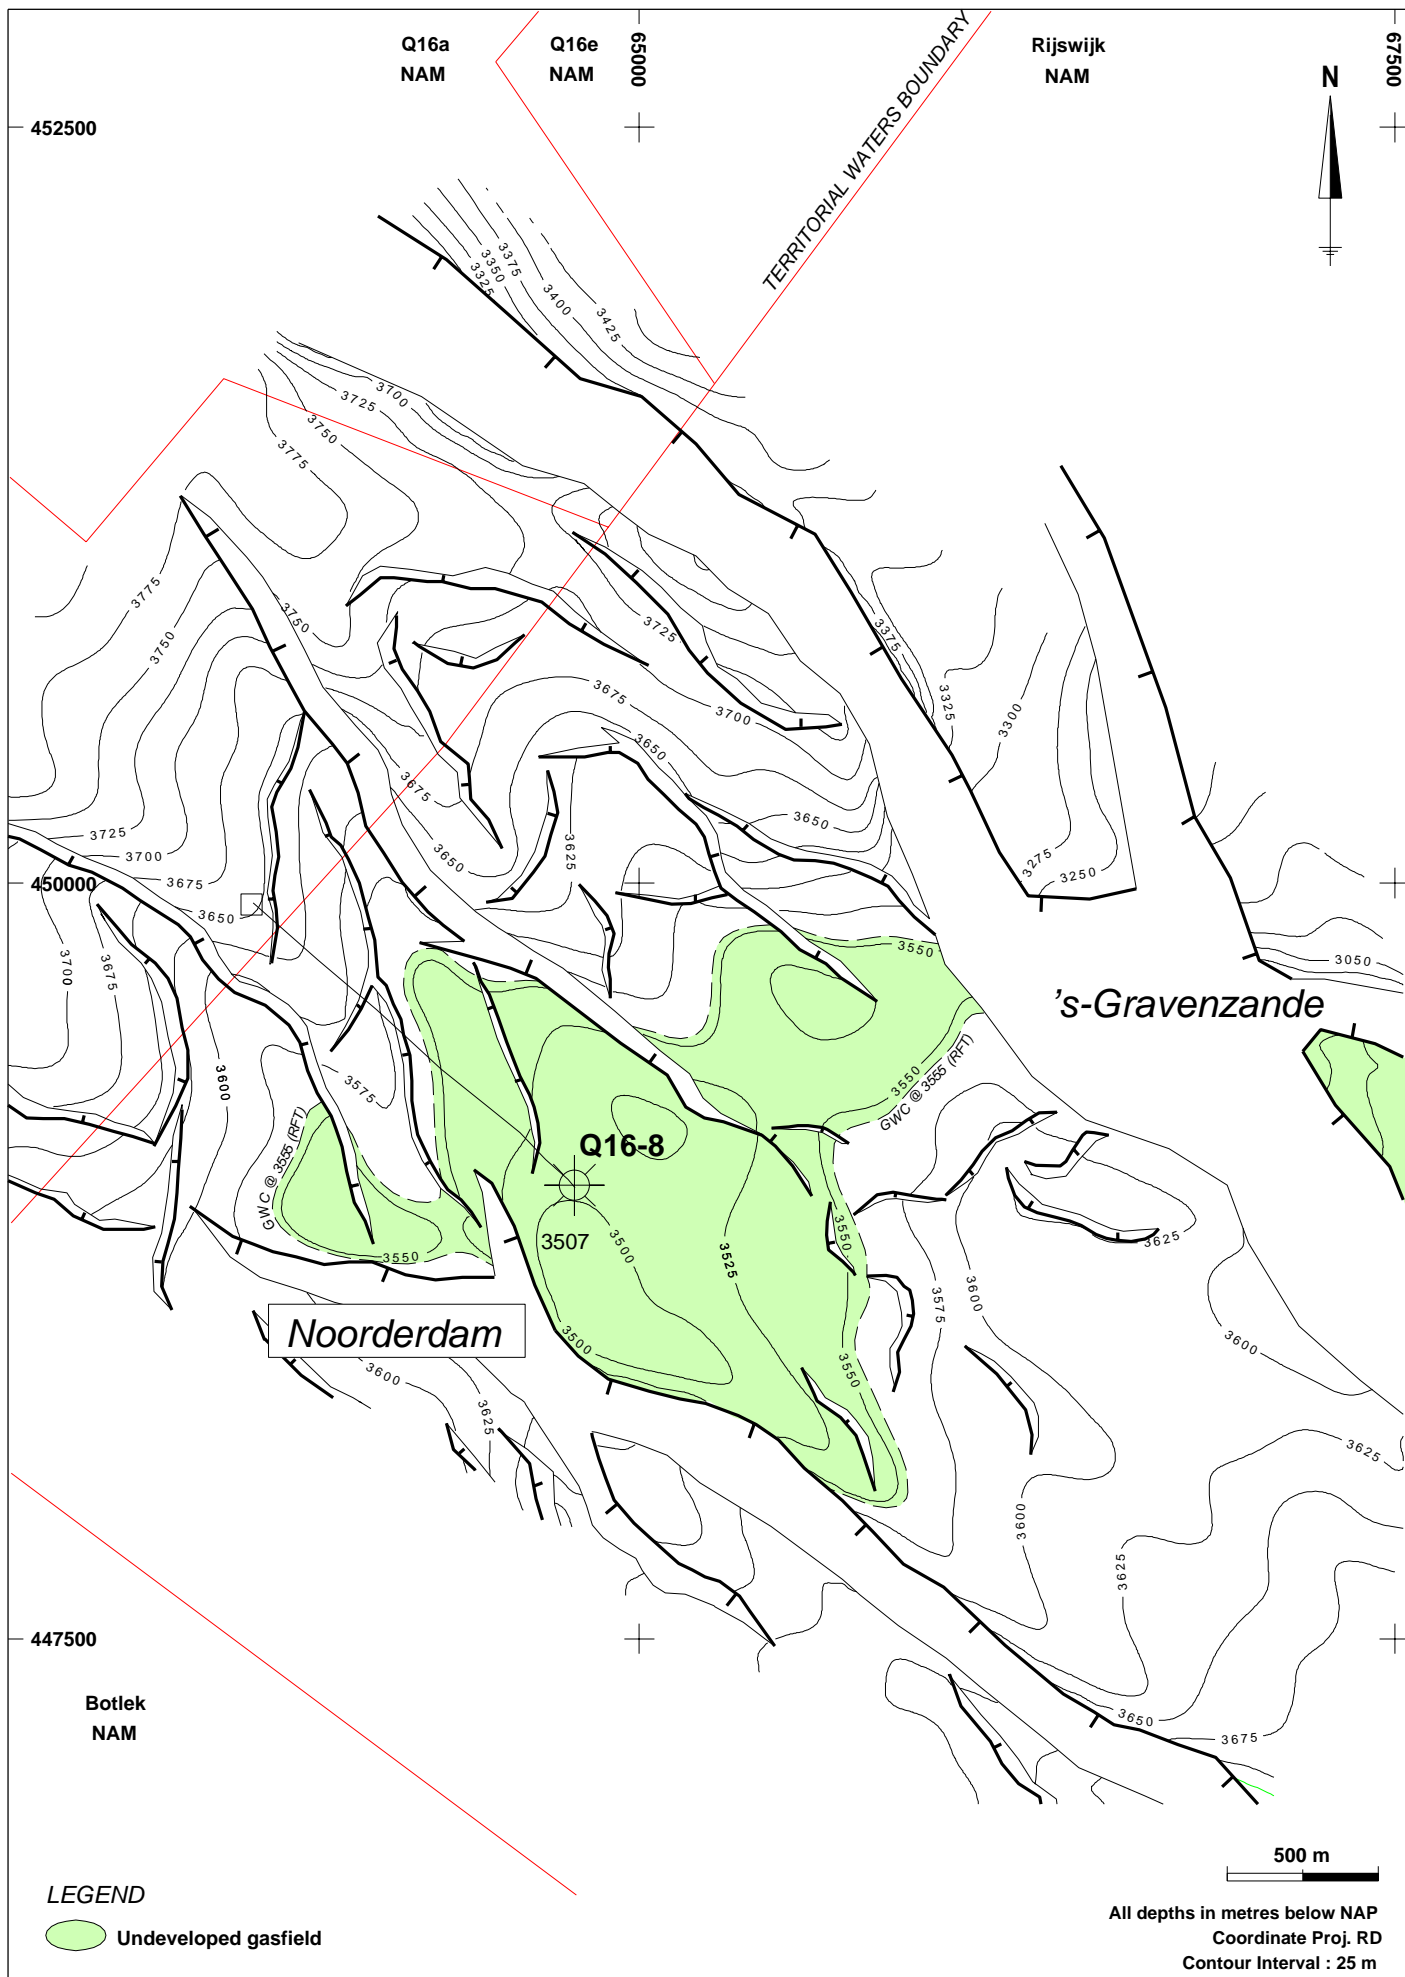 Q16a
NAM
Q16e
NAM
65000
Rijswijk
NAM
67500
N
TERRITORIAL WATERS BOUNDARY
452500
3375
3350
3325
3400
3425
3700
3725
3750
3775
3775
3750
3750
3725
3675
3700
3650
3675
3650
3650
3625
3375
3325
3300
3275
3250
3050
3725
3700
3675
3650
450000
3700
3675
3600
3575
3550
3550
GWC @ 3555 (RFT)
's-Gravenzande
GWC @ 3555 (RFT)
3550
Q16-8
3507
3500
3500
3525
3550
3550
3575
3600
3625
3600
Noorderdam
3600
3625
3625
3600
3625
3650
3675
447500
Botlek
NAM
500 m
LEGEND
Undeveloped gasfield
All depths in metres below NAP
Coordinate Proj. RD
Contour Interval : 25 m